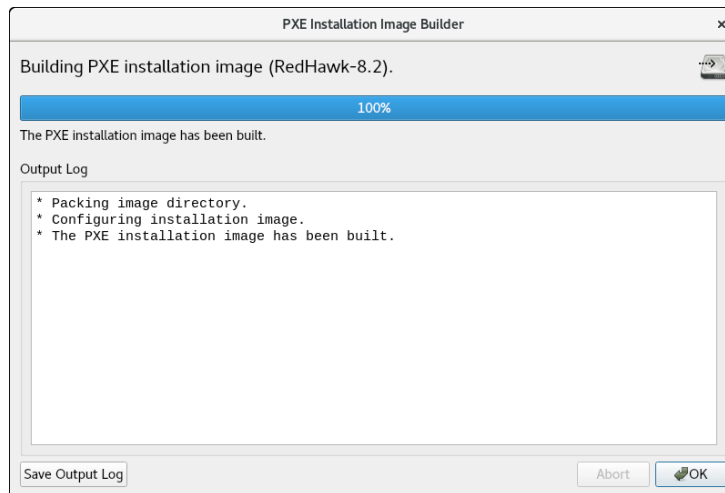 PXE Installation Image Builder
Building PXE installation image (RedHawk-8.2).
100%
The PXE installation image has been built.
Output Log
* Packing image directory.
* Configuring installation image.
* The PXE installation image has been built.
Save Output Log
Abort
OK